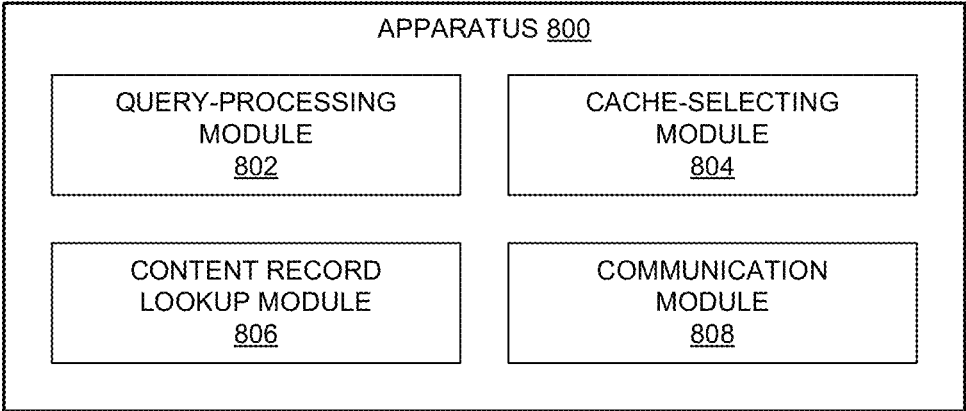 APPARATUS 800
QUERY-PROCESSING
MODULE
802
CACHE-SELECTING
MODULE
804
CONTENT RECORD
LOOKUP MODULE
806
COMMUNICATION
MODULE
808